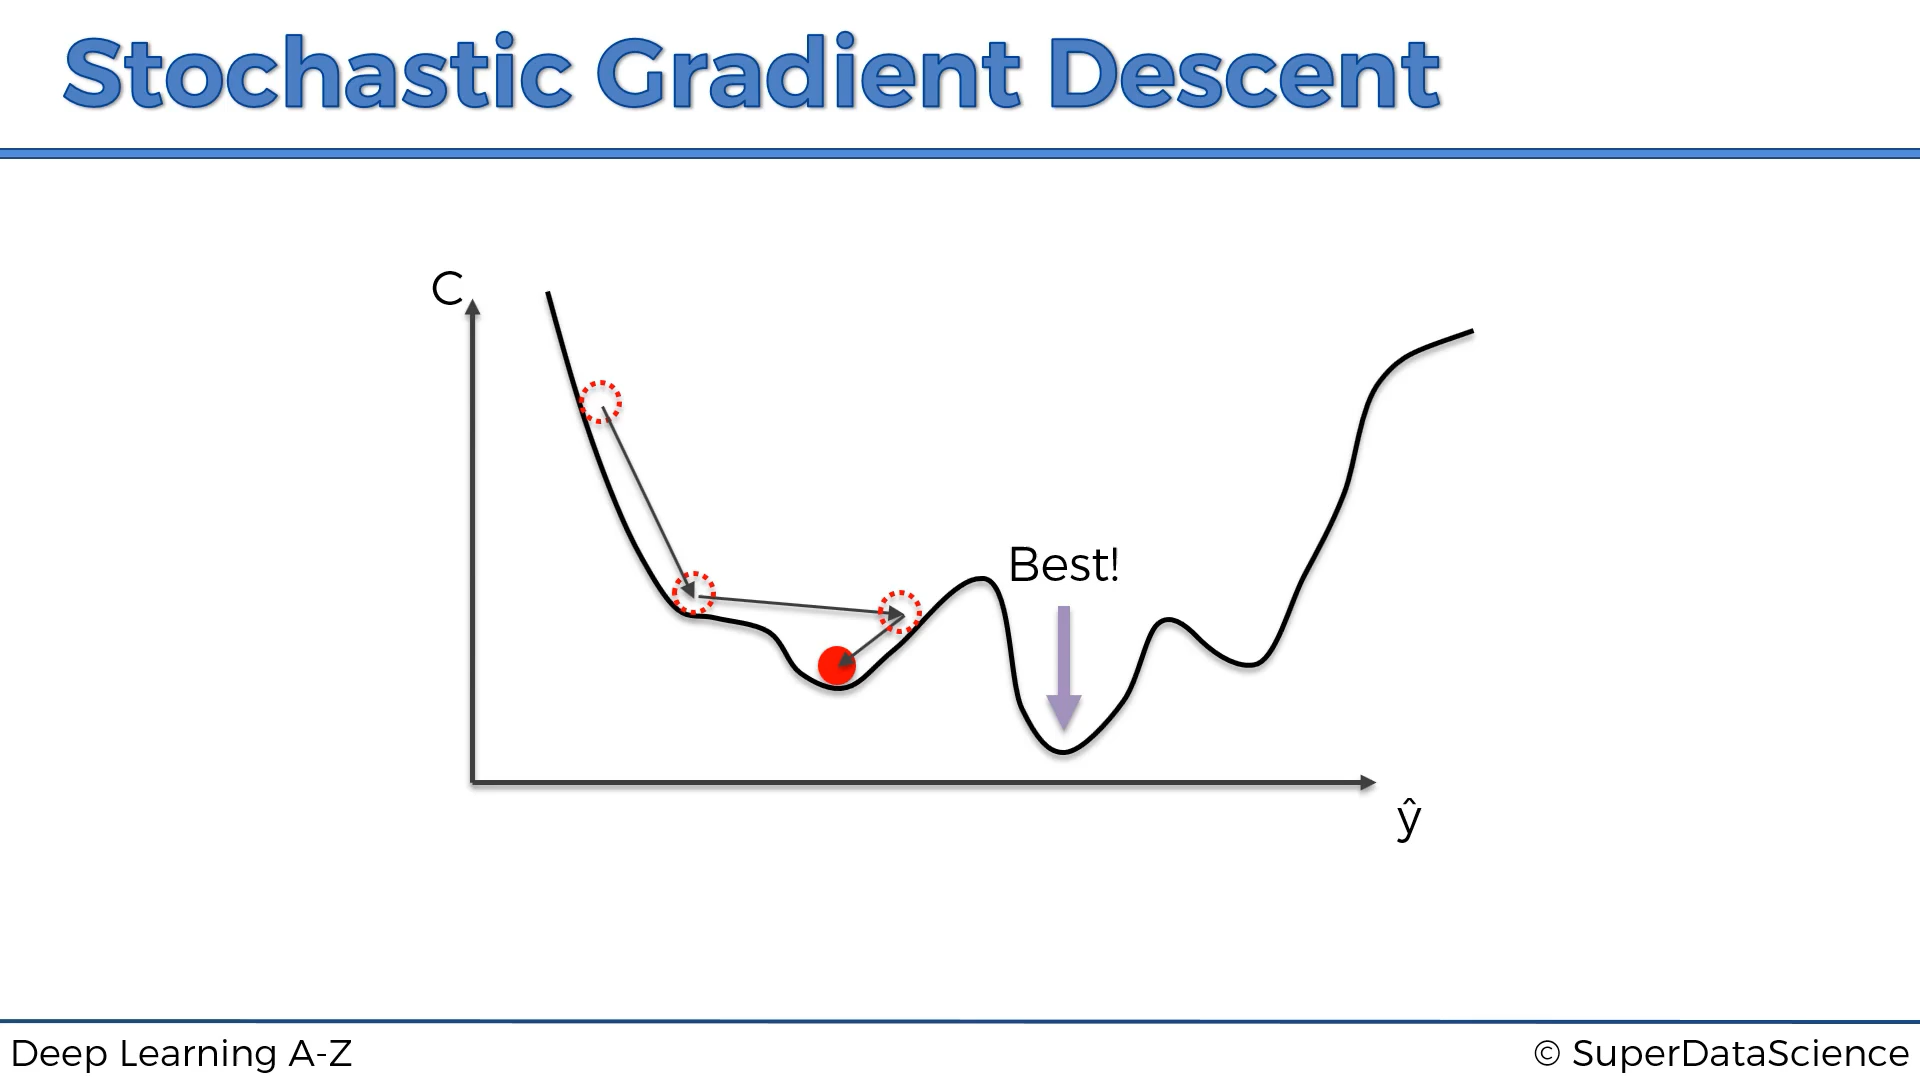 Stochastic Gradient Descent
C
Best!
ŷ
Deep Learning A-Z
© SuperDataScience